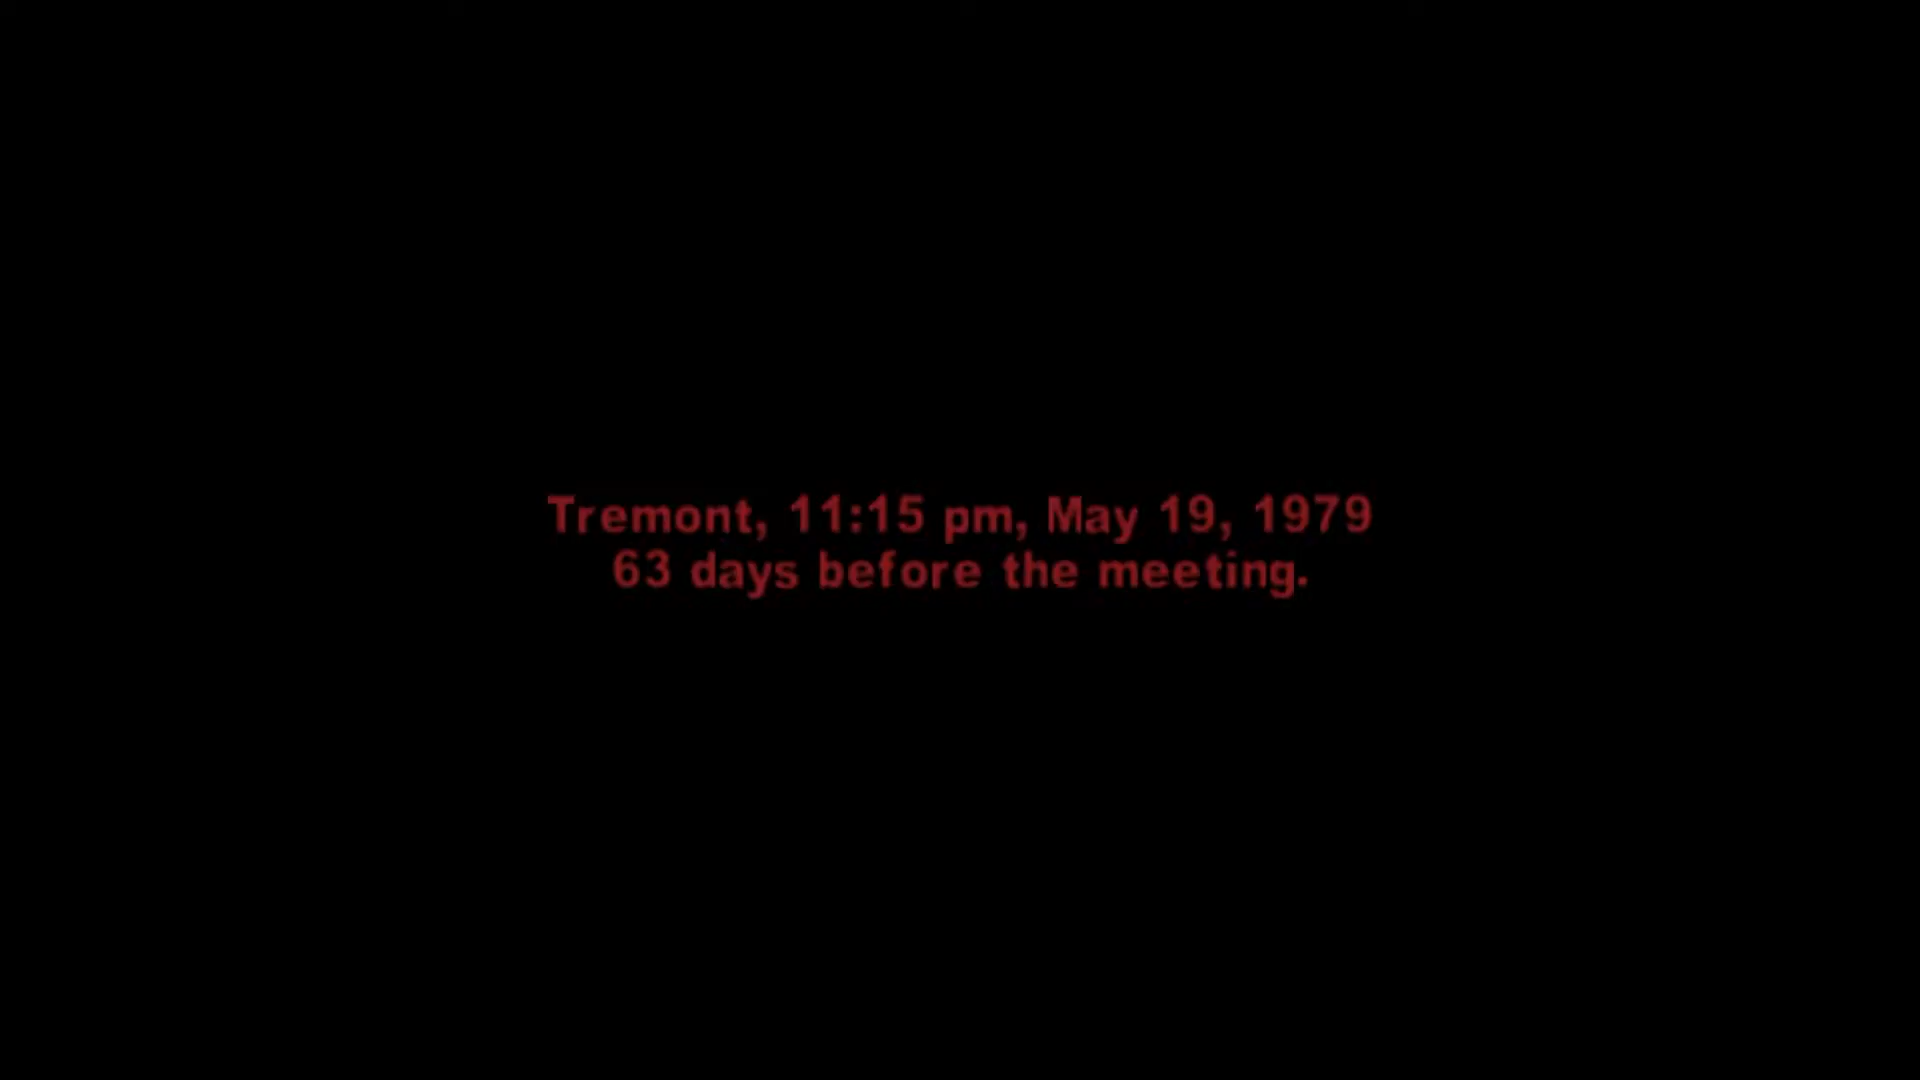 Tremont, 11:15 pm, May 19, 1979
63 days before the meeting.